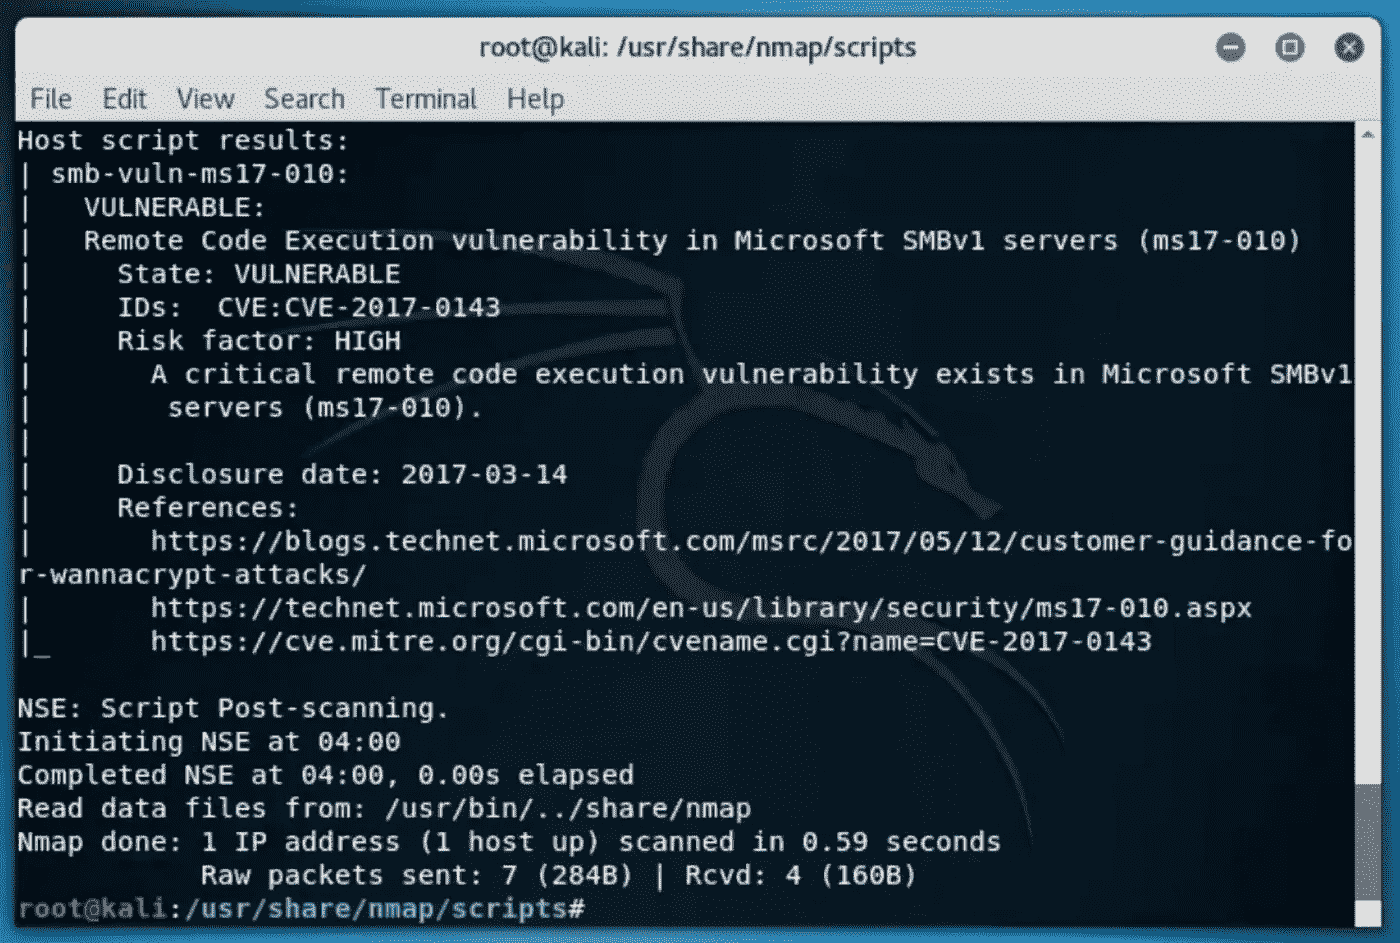 root@kali: /usr/share/nmap/scripts
File Edit View Search Terminal Help
Host script results:
| smb-vuln-ms17-010:
|   VULNERABLE:
|   Remote Code Execution vulnerability in Microsoft SMBv1 servers (ms17-010)
|     State: VULNERABLE
|     IDs:  CVE:CVE-2017-0143
|     Risk factor: HIGH
|       A critical remote code execution vulnerability exists in Microsoft SMBv1
|        servers (ms17-010).
|
|     Disclosure date: 2017-03-14
|     References:
|       https://blogs.technet.microsoft.com/msrc/2017/05/12/customer-guidance-fo
r-wannacrypt-attacks/
|       https://technet.microsoft.com/en-us/library/security/ms17-010.aspx
|_      https://cve.mitre.org/cgi-bin/cvename.cgi?name=CVE-2017-0143
NSE: Script Post-scanning.
Initiating NSE at 04:00
Completed NSE at 04:00, 0.00s elapsed
Read data files from: /usr/bin/../share/nmap
Nmap done: 1 IP address (1 host up) scanned in 0.59 seconds
           Raw packets sent: 7 (284B) | Rcvd: 4 (160B)
root@kali:/usr/share/nmap/scripts#